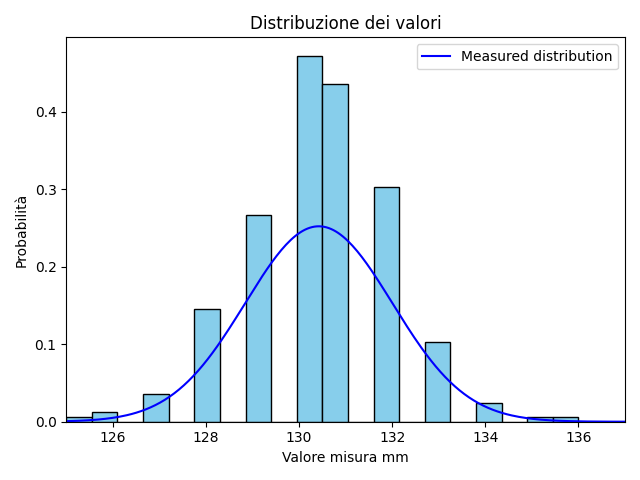 Distribuzione dei valori
Measured distribution
Probabilità
0.4
0.3
0.2
0.1
0.0
126 128 130 132 134 136
Valore misura mm